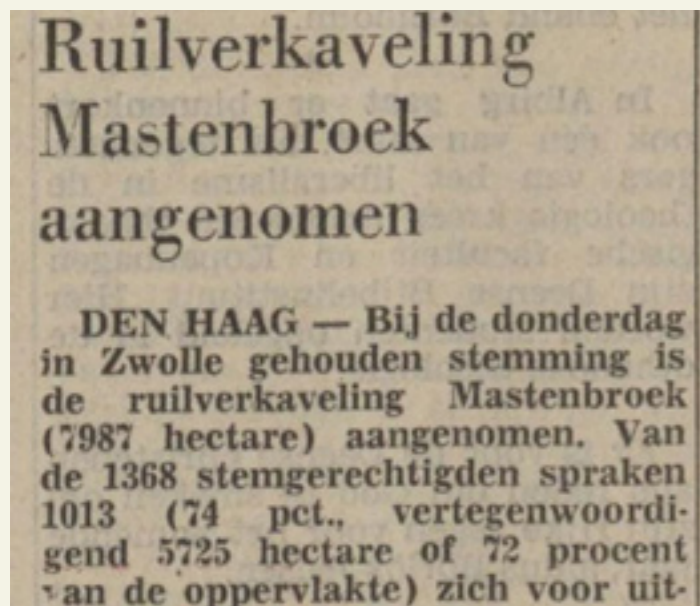 Ruilverkaveling
Mastenbroek
aangenomen
DEN HAAG — Bij de donderdag
in Zwolle gehouden stemming is
de ruilverkaveling Mastenbroek
(7987 hectare) aangenomen. Van
de 1368 stemgerechtigden spraken
1013 (74 pct., vertegenwoordi-
gend 5725 hectare of 72 procent
van de oppervlakte) zich voor uit-